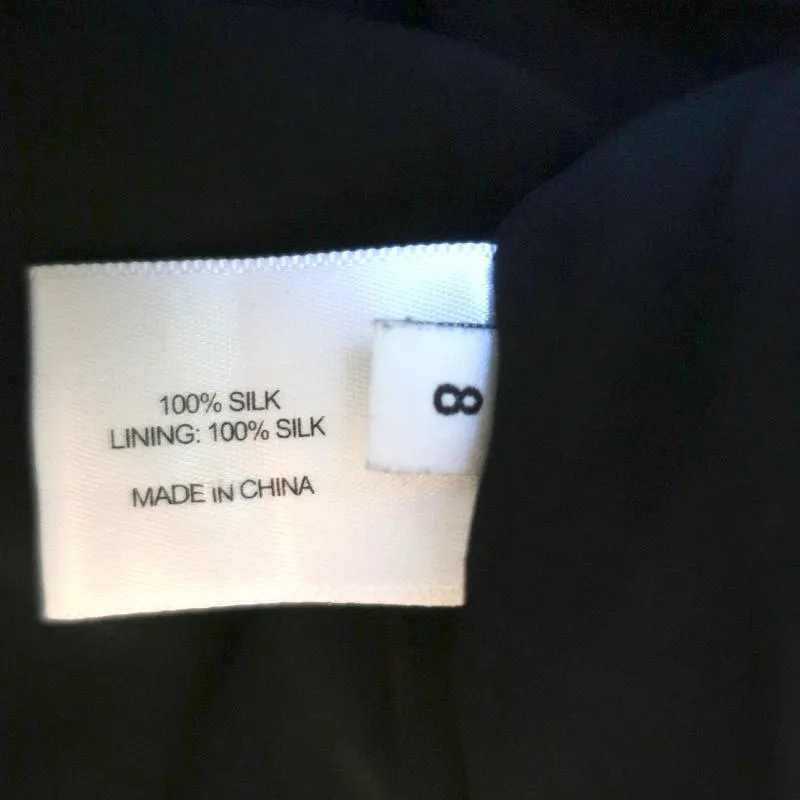 100% SILK
LINING: 100% SILK
MADE IN CHINA
8